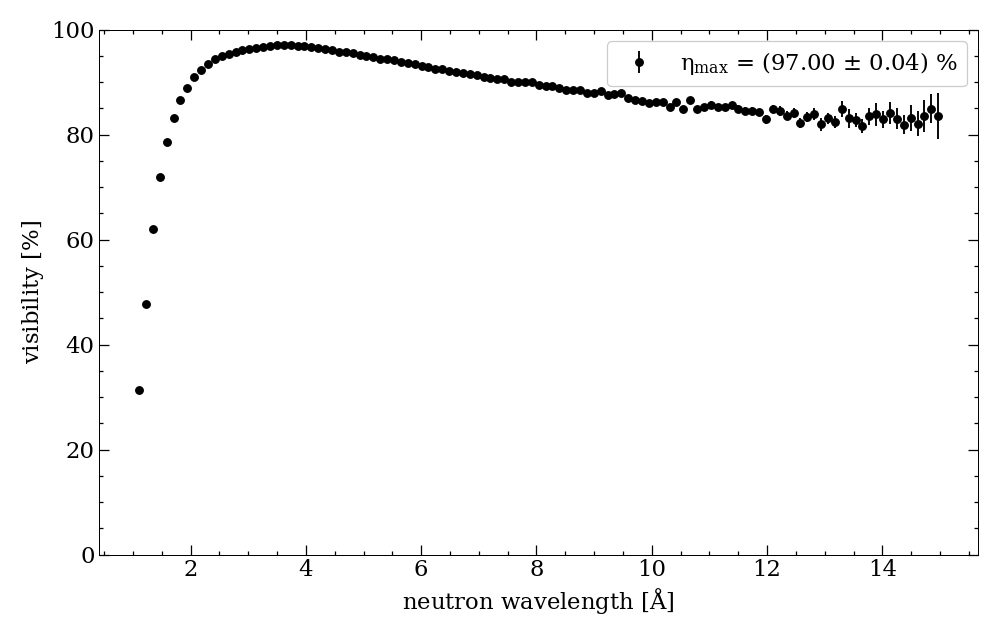 100
80
60
40
20
0
visibility [%]
η_max = (97.00 ± 0.04) %
2 4 6 8 10 12 14
neutron wavelength [Å]